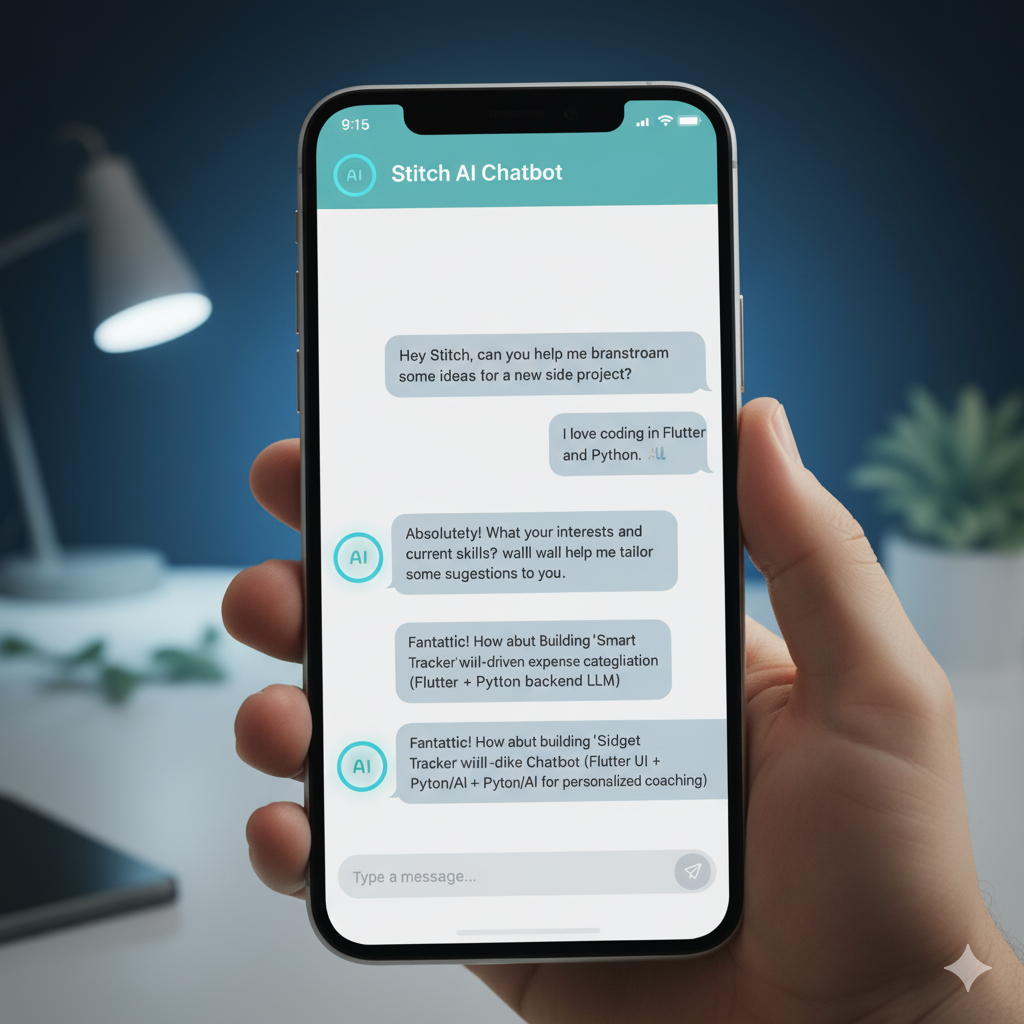 9:15
AI
Stitch AI Chatbot
Hey Stitch, can you help me branstroam
some ideas for a new side project?
I love coding in Flutter
and Python.
Absolutety! What your interests and
current skills? walll wall help me tailor
some sugestions to you.
AI
Fantattic! How abut Building 'Smart
Tracker' wiil-driven expense categliation
(Flutter + Pytton backend LLM)
Fantattic! How abut building 'Sidget
Tracker wiill-dike Chatbot (Flutter UI +
Pyton/AI + Pyton/AI for personalized coaching)
AI
Type a message...